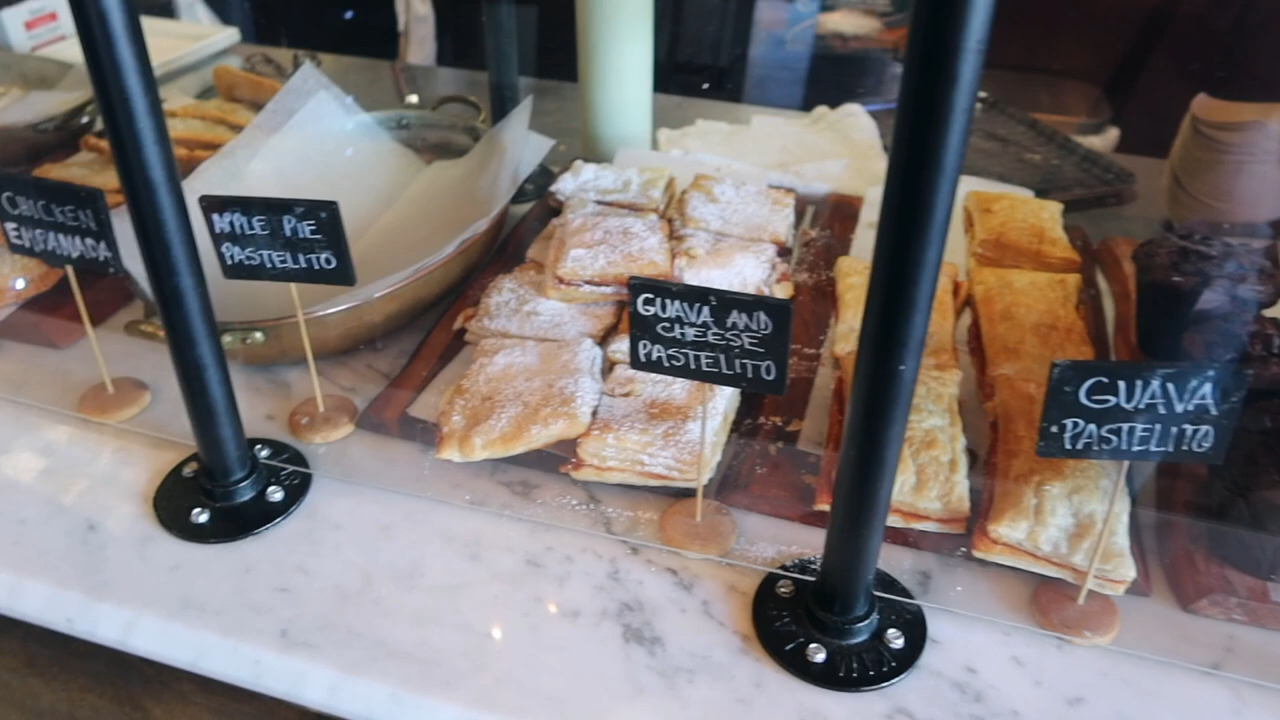 CHICKEN
EMPANADA
APPLE PIE
PASTELITO
GUAVA AND
CHEESE
PASTELITO
GUAVA
PASTELITO